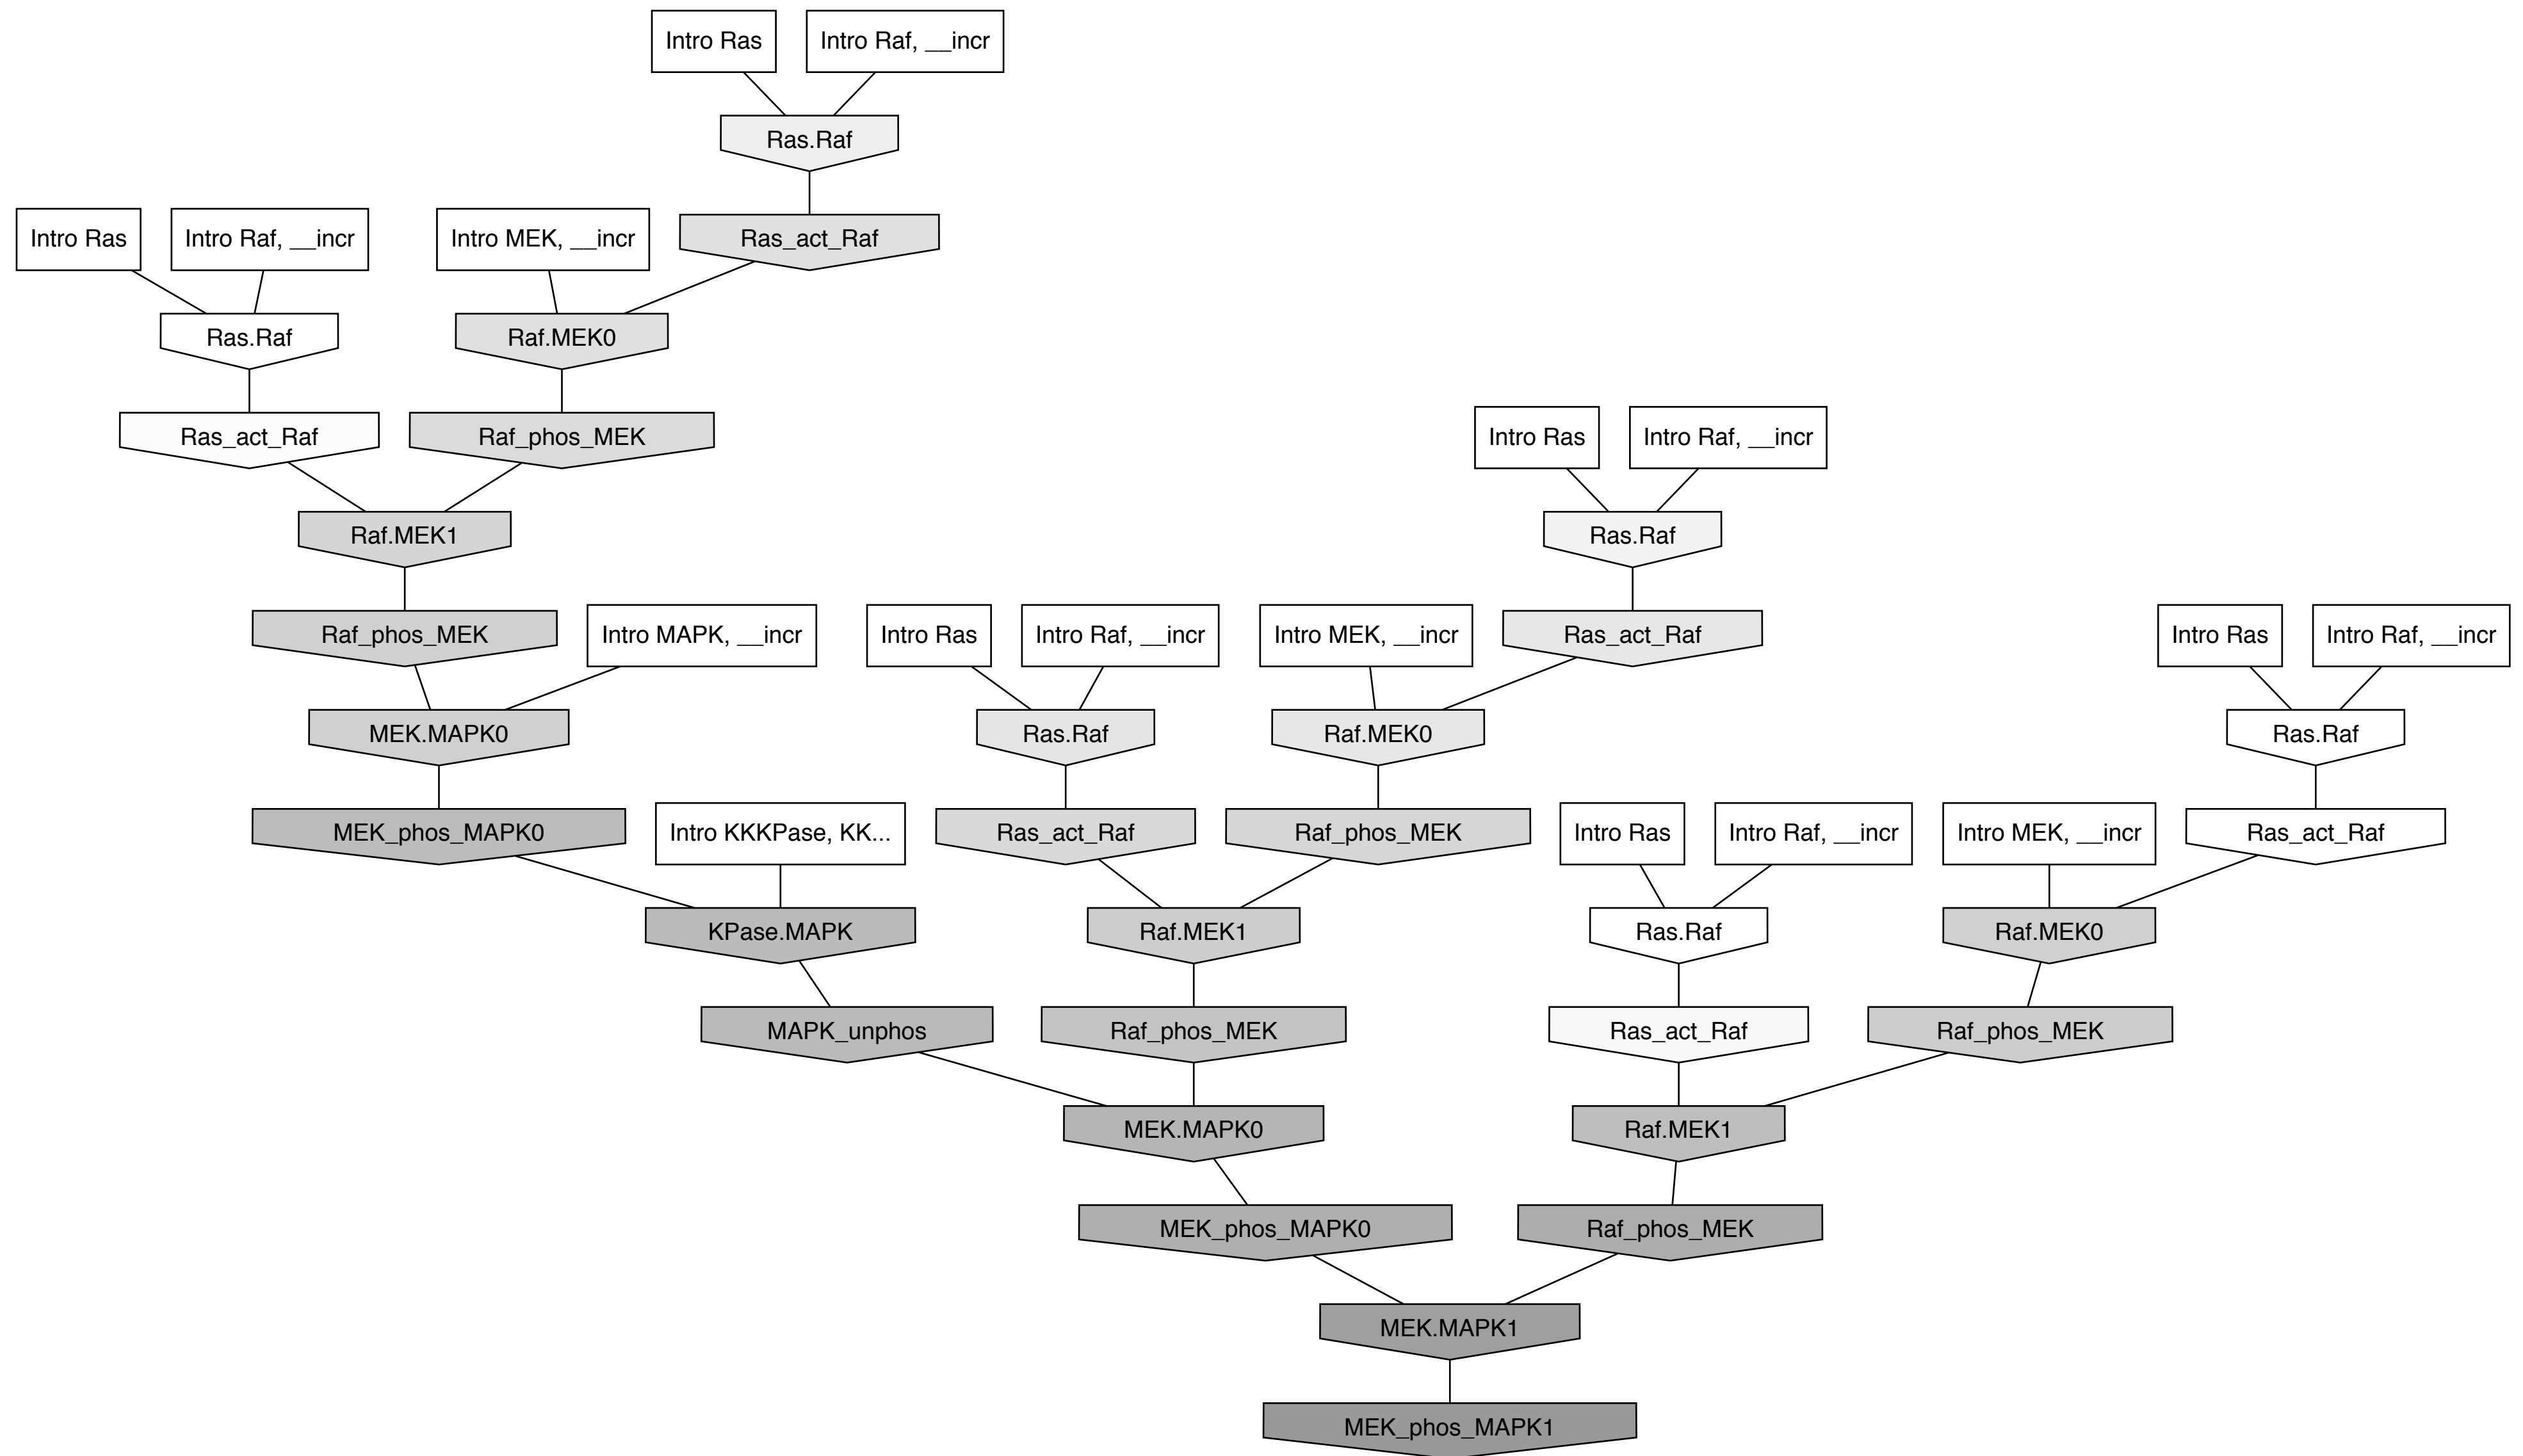 Intro Ras
Intro Raf, __incr
Ras.Raf
Intro Ras
Intro Raf, __incr
Intro MEK, __incr
Ras_act_Raf
Ras.Raf
Raf.MEK0
Ras_act_Raf
Raf_phos_MEK
Intro Ras
Intro Raf, __incr
Raf.MEK1
Ras.Raf
Raf_phos_MEK
Intro MAPK, __incr
Intro Ras
Intro Raf, __incr
Intro MEK, __incr
Ras_act_Raf
Intro Ras
Intro Raf, __incr
MEK.MAPK0
Ras.Raf
Raf.MEK0
Ras.Raf
MEK_phos_MAPK0
Intro KKKPase, KK...
Ras_act_Raf
Raf_phos_MEK
Intro Ras
Intro Raf, __incr
Intro MEK, __incr
Ras_act_Raf
KPase.MAPK
Raf.MEK1
Ras.Raf
Raf.MEK0
MAPK_unphos
Raf_phos_MEK
Ras_act_Raf
Raf_phos_MEK
MEK.MAPK0
Raf.MEK1
MEK_phos_MAPK0
Raf_phos_MEK
MEK.MAPK1
MEK_phos_MAPK1